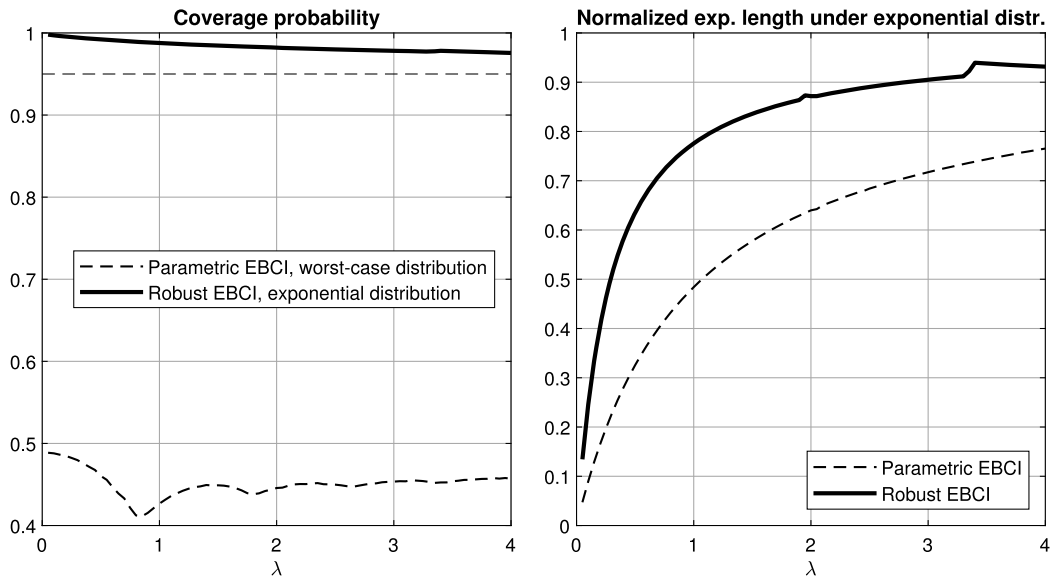 Coverage probability
1
0.9
0.8
0.7
0.6
0.5
0.4
Parametric EBCI, worst-case distribution
Robust EBCI, exponential distribution
0 1 2 3 4
λ
Normalized exp. length under exponential distr.
1
0.9
0.8
0.7
0.6
0.5
0.4
0.3
0.2
0.1
0
Parametric EBCI
Robust EBCI
0 1 2 3 4
λ